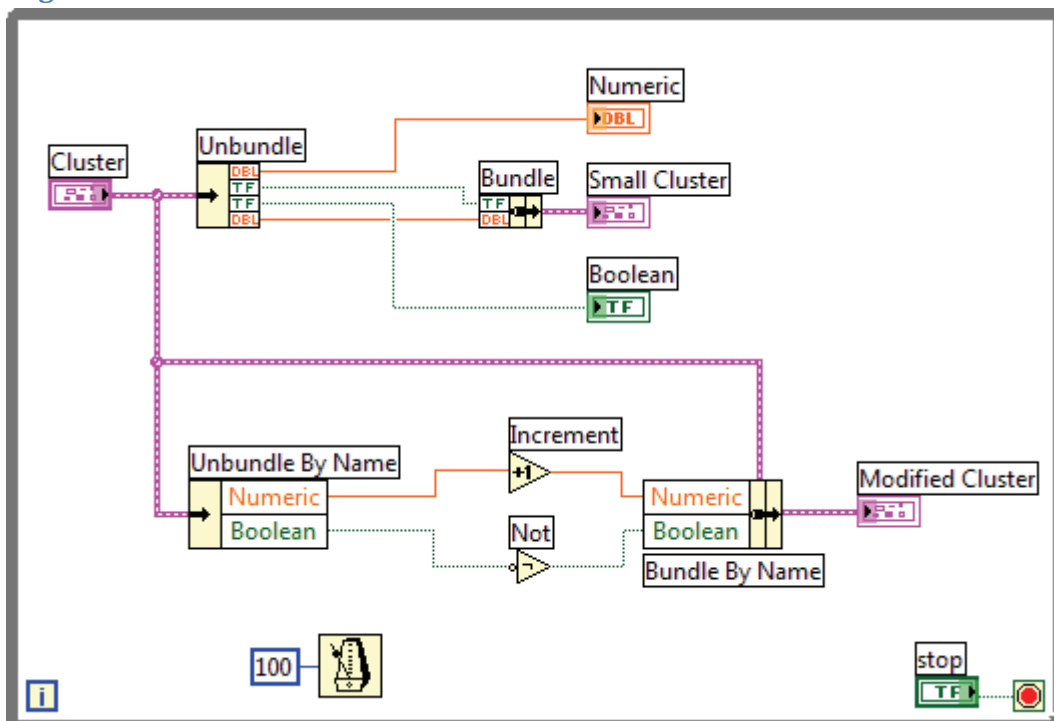 Numeric
DBL
Cluster
Unbundle
DBL
TF
TF
DBL
Bundle
TF
DBL
Small Cluster
Boolean
TF
Increment
+1
Unbundle By Name
Numeric
Boolean
Not
Numeric
Boolean
Bundle By Name
Modified Cluster
100
stop
TF
i